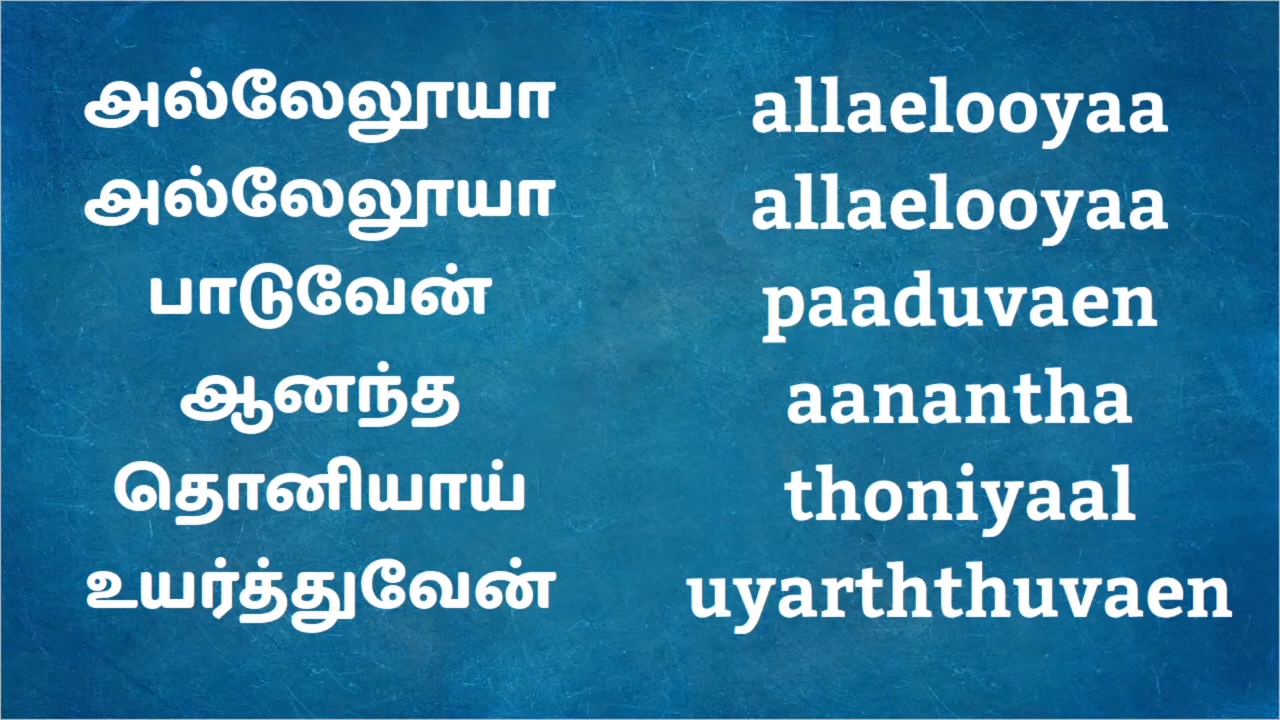 அல்லேலூயா
அல்லேலூயா
பாடுவேன்
ஆனந்த
தொனியாய்
உயர்த்துவேன்
allaelooyaa
allaelooyaa
paaduvaen
aanantha
thoniyaal
uyarththuvaen